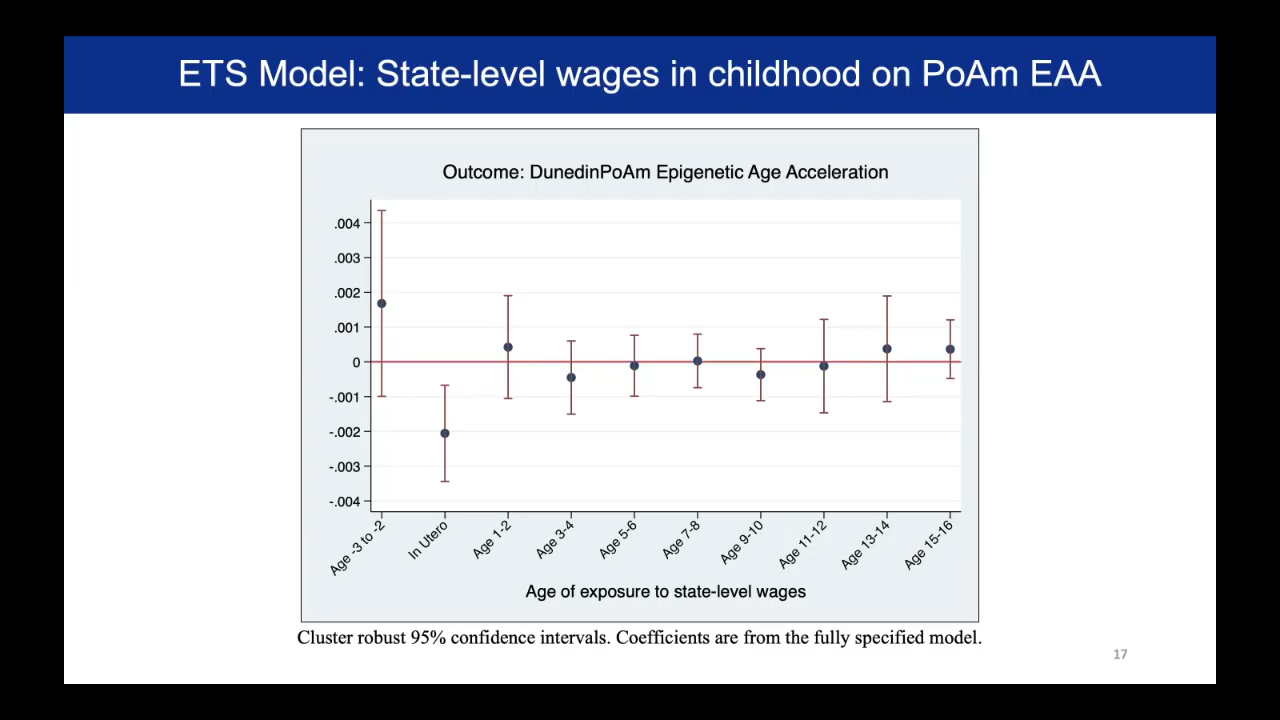 ETS Model: State-level wages in childhood on PoAm EAA
Outcome: DunedinPoAm Epigenetic Age Acceleration
.004
.003
.002
.001
0
-.001
-.002
-.003
-.004
Age -3 to -2
In Utero
Age 1-2
Age 3-4
Age 5-6
Age 7-8
Age 9-10
Age 11-12
Age 13-14
Age 15-16
Age of exposure to state-level wages
Cluster robust 95% confidence intervals. Coefficients are from the fully specified model.
17